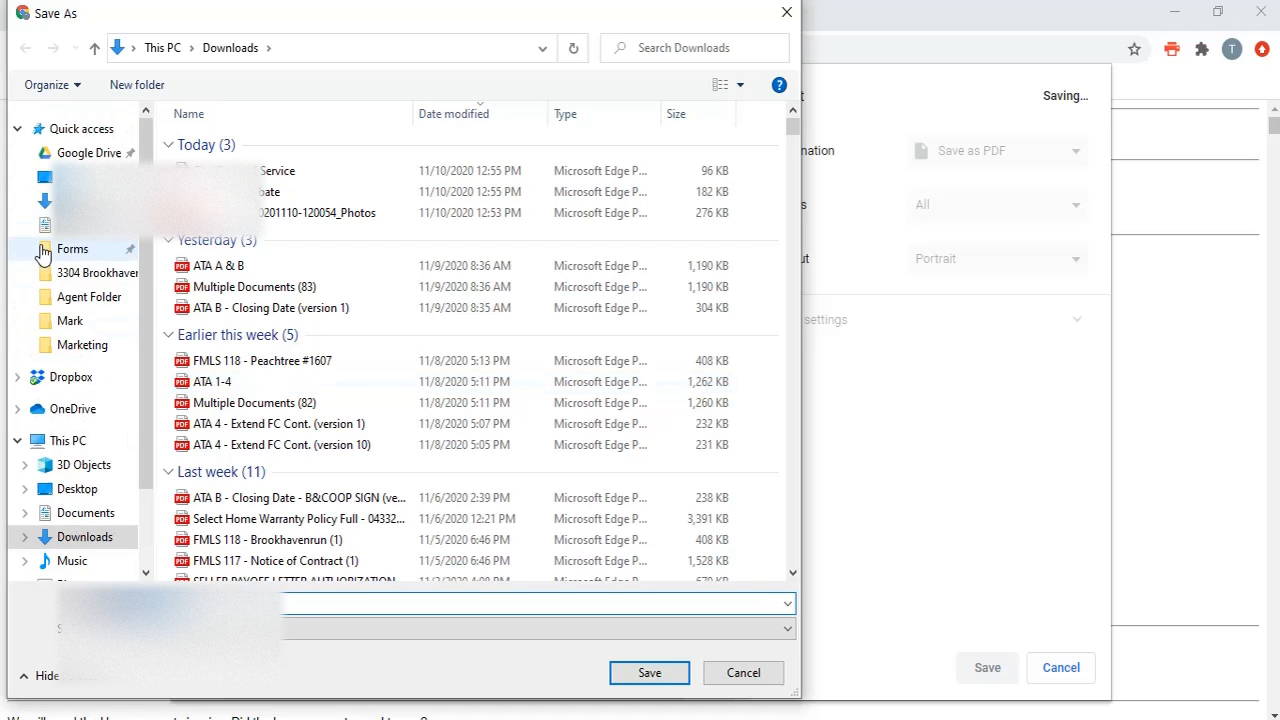 Save As
This PC > Downloads >
Search Downloads
Organize
New folder
Name Date modified Type Size
Quick access
Google Drive
Forms
3304 Brookhaver
Agent Folder
Mark
Marketing
Dropbox
OneDrive
This PC
3D Objects
Desktop
Documents
Downloads
Music
Today (3)
Service 11/10/2020 12:55 PM Microsoft Edge P... 96 KB
bate 11/10/2020 12:55 PM Microsoft Edge P... 182 KB
0201110-120054_Photos 11/10/2020 12:53 PM Microsoft Edge P... 276 KB
Yesterday (3)
ATA A & B 11/9/2020 8:36 AM Microsoft Edge P... 1,190 KB
Multiple Documents (83) 11/9/2020 8:36 AM Microsoft Edge P... 1,190 KB
ATA B - Closing Date (version 1) 11/9/2020 8:35 AM Microsoft Edge P... 304 KB
Earlier this week (5)
FMLS 118 - Peachtree #1607 11/8/2020 5:13 PM Microsoft Edge P... 408 KB
ATA 1-4 11/8/2020 5:11 PM Microsoft Edge P... 1,262 KB
Multiple Documents (82) 11/8/2020 5:11 PM Microsoft Edge P... 1,260 KB
ATA 4 - Extend FC Cont. (version 1) 11/8/2020 5:07 PM Microsoft Edge P... 232 KB
ATA 4 - Extend FC Cont. (version 10) 11/8/2020 5:05 PM Microsoft Edge P... 231 KB
Last week (11)
ATA B - Closing Date - B&COOP SIGN (ve... 11/6/2020 2:39 PM Microsoft Edge P... 238 KB
Select Home Warranty Policy Full - 04332... 11/6/2020 12:21 PM Microsoft Edge P... 3,391 KB
FMLS 118 - Brookhavenrun (1) 11/5/2020 6:46 PM Microsoft Edge P... 408 KB
FMLS 117 - Notice of Contract (1) 11/5/2020 6:46 PM Microsoft Edge P... 1,528 KB
SELLER PAYOFF LETTER AUTHORIZATION
Hide
Save
Cancel
T
Saving...
nation Save as PDF
s All
ut Portrait
settings
Save
Cancel